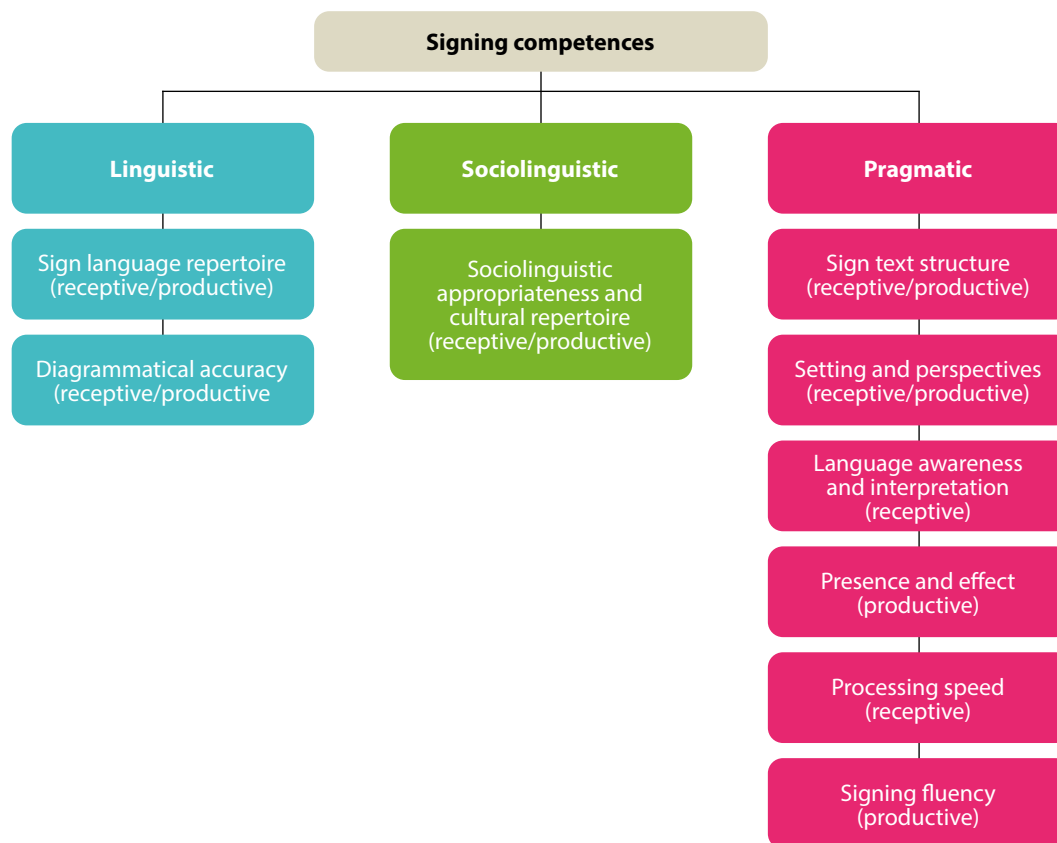 Signing competences
Linguistic
Sociolinguistic
Pragmatic
Sign language repertoire
(receptive/productive)
Diagrammatical accuracy
(receptive/productive
Sociolinguistic
appropriateness and
cultural repertoire
(receptive/productive)
Sign text structure
(receptive/productive)
Setting and perspectives
(receptive/productive)
Language awareness
and interpretation
(receptive)
Presence and effect
(productive)
Processing speed
(receptive)
Signing fluency
(productive)